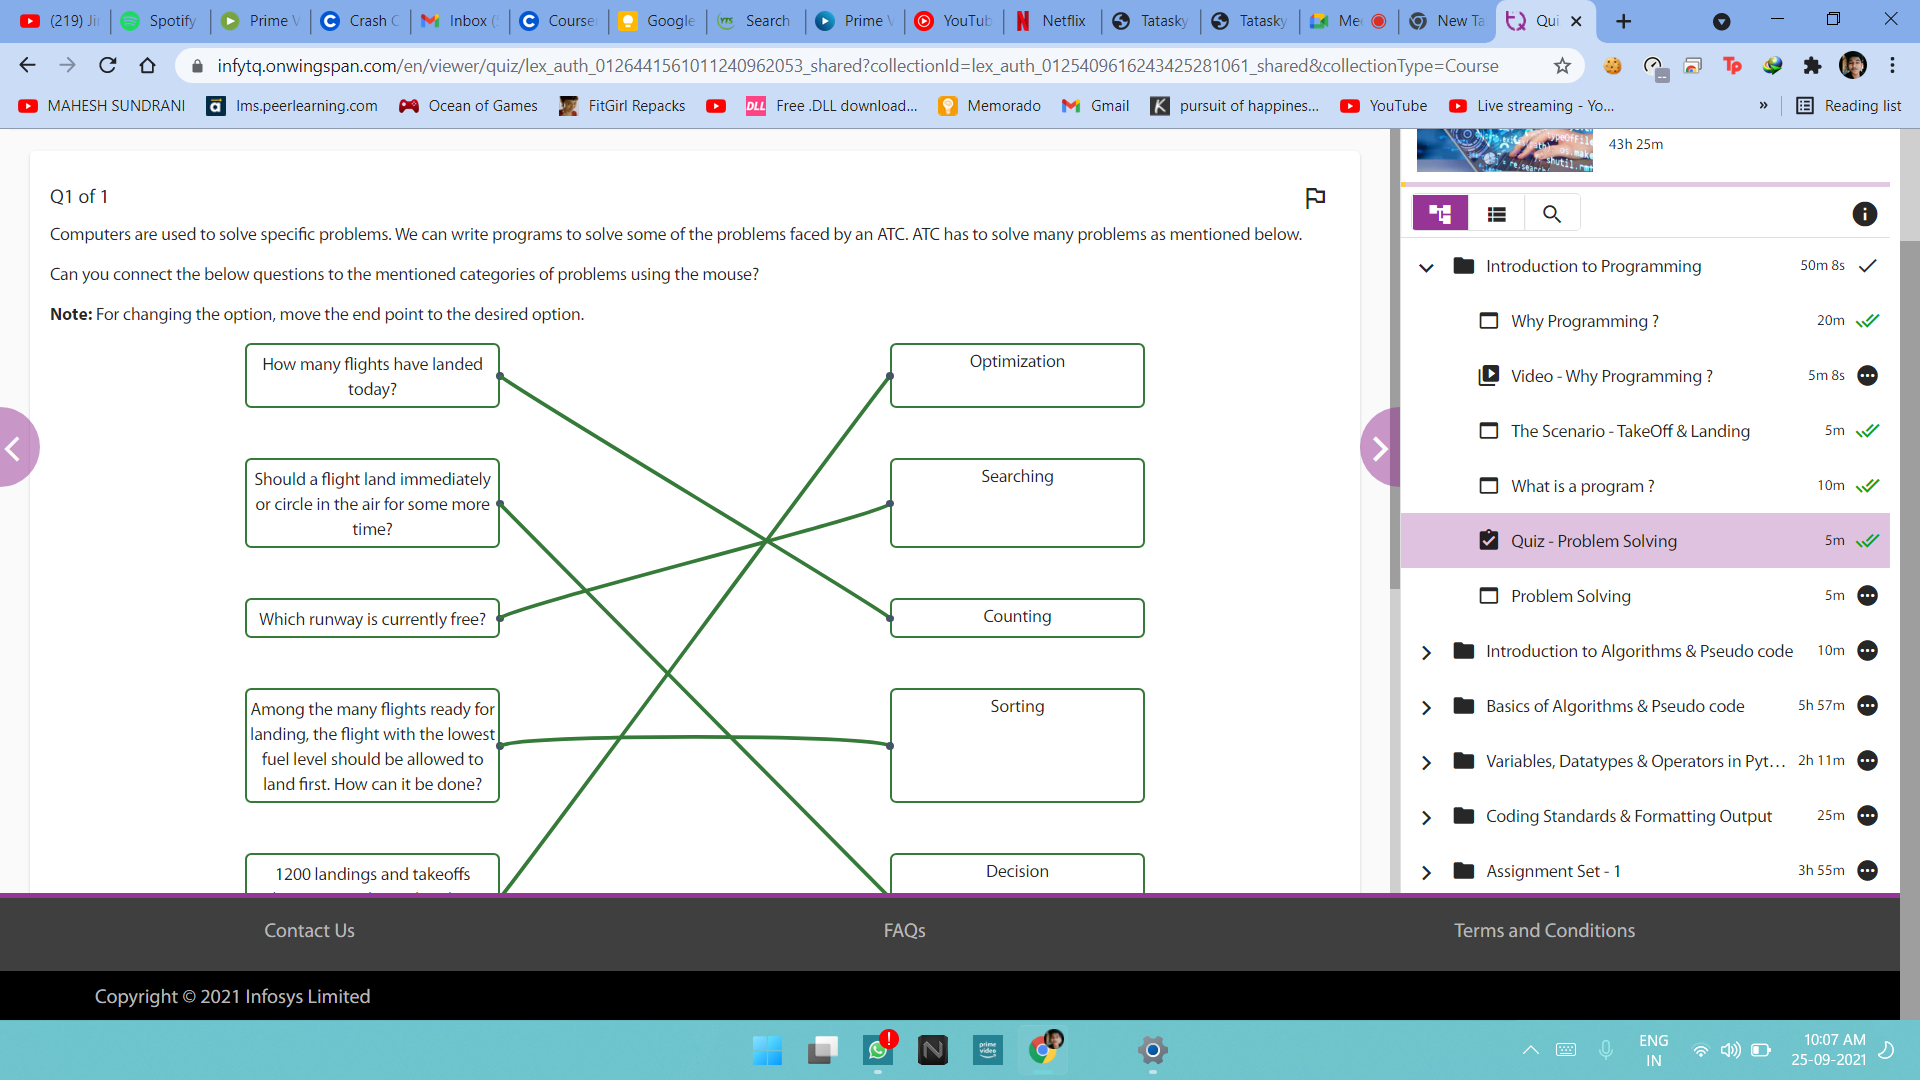 (219) Ji
Spotify
Prime V
Crash C
Inbox (
Course
Google
Search
Prime V
YouTub
Netflix
Tatasky
Tatasky
Me
New Ta
Qui
infytq.onwingspan.com/en/viewer/quiz/lex_auth_0126441561011240962053_shared?collectionId=lex_auth_0125409616243425281061_shared&collectionType=Course
MAHESH SUNDRANI
lms.peerlearning.com
Ocean of Games
FitGirl Repacks
DLL
Free .DLL download...
Memorado
Gmail
pursuit of happines...
YouTube
Live streaming - Yo...
»
Reading list
43h 25m
Q1 of 1
Computers are used to solve specific problems. We can write programs to solve some of the problems faced by an ATC. ATC has to solve many problems as mentioned below.
Can you connect the below questions to the mentioned categories of problems using the mouse?
Note: For changing the option, move the end point to the desired option.
How many flights have landed
today?
Should a flight land immediately
or circle in the air for some more
time?
Which runway is currently free?
Among the many flights ready for
landing, the flight with the lowest
fuel level should be allowed to
land first. How can it be done?
1200 landings and takeoffs
Optimization
Searching
Counting
Sorting
Decision
Introduction to Programming 50m 8s
Why Programming ? 20m
Video - Why Programming ? 5m 8s
The Scenario - TakeOff & Landing 5m
What is a program ? 10m
Quiz - Problem Solving 5m
Problem Solving 5m
Introduction to Algorithms & Pseudo code 10m
Basics of Algorithms & Pseudo code 5h 57m
Variables, Datatypes & Operators in Pyt... 2h 11m
Coding Standards & Formatting Output 25m
Assignment Set - 1 3h 55m
Contact Us
FAQs
Terms and Conditions
Copyright © 2021 Infosys Limited
prime video
ENG
IN
10:07 AM
25-09-2021